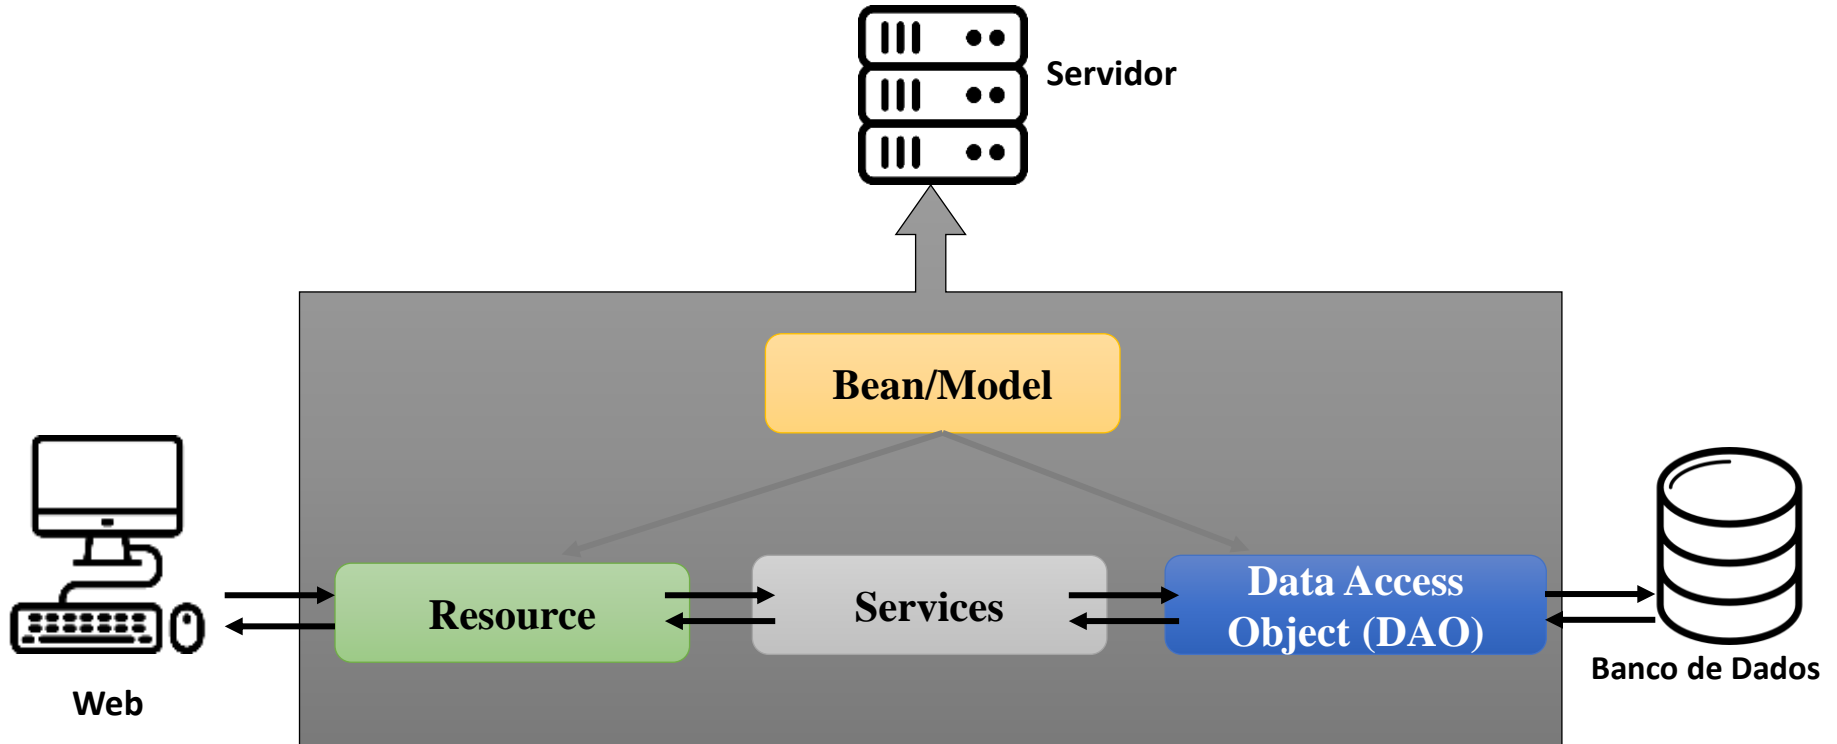 Servidor
Bean/Model
Resource
Services
Data Access
Object (DAO)
Web
Banco de Dados